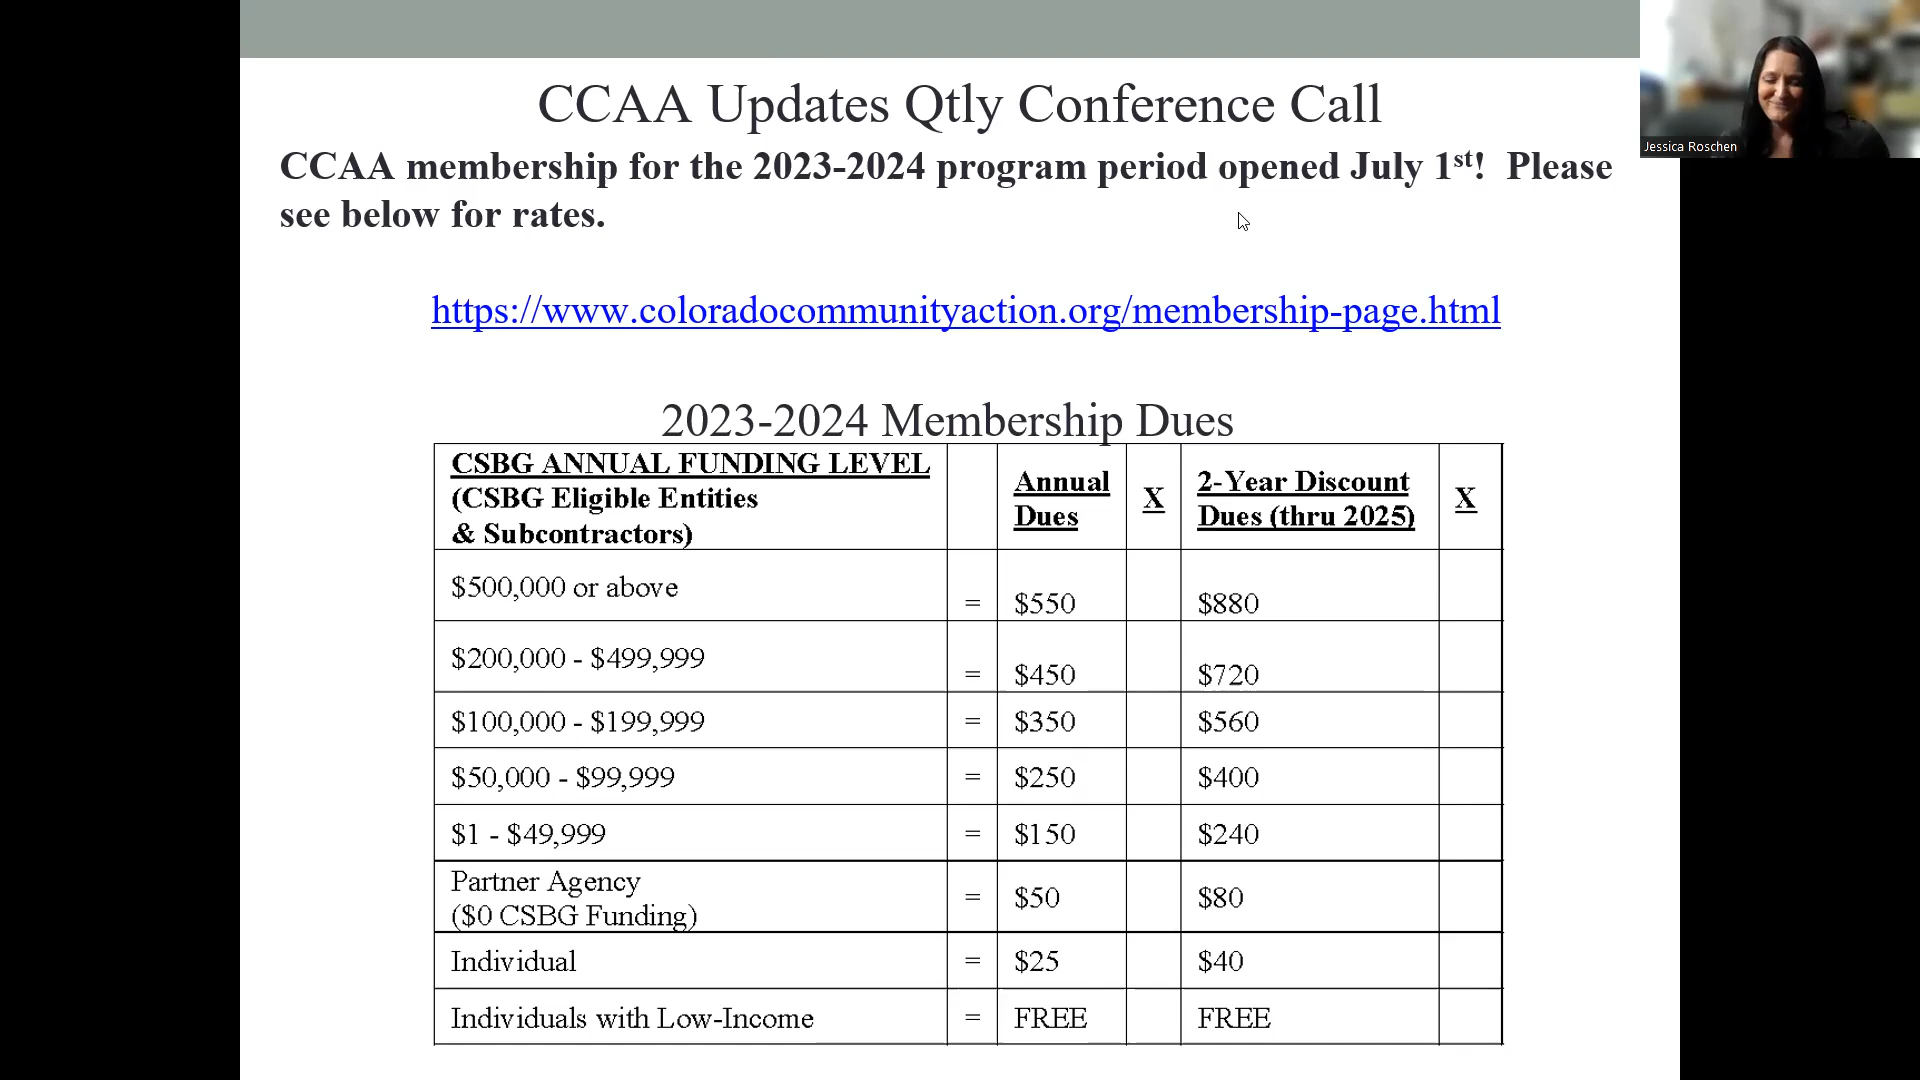 CCAA Updates Qtly Conference Call
Jessica Roschen
CCAA membership for the 2023-2024 program period opened July 1st! Please
see below for rates.
https://www.coloradocommunityaction.org/membership-page.html
2023-2024 Membership Dues
CSBG ANNUAL FUNDING LEVEL
(CSBG Eligible Entities
& Subcontractors)
Annual
Dues
X
2-Year Discount
Dues (thru 2025)
X
$500,000 or above = $550 $880
$200,000 - $499,999 = $450 $720
$100,000 - $199,999 = $350 $560
$50,000 - $99,999 = $250 $400
$1 - $49,999 = $150 $240
Partner Agency
($0 CSBG Funding) = $50 $80
Individual = $25 $40
Individuals with Low-Income = FREE FREE